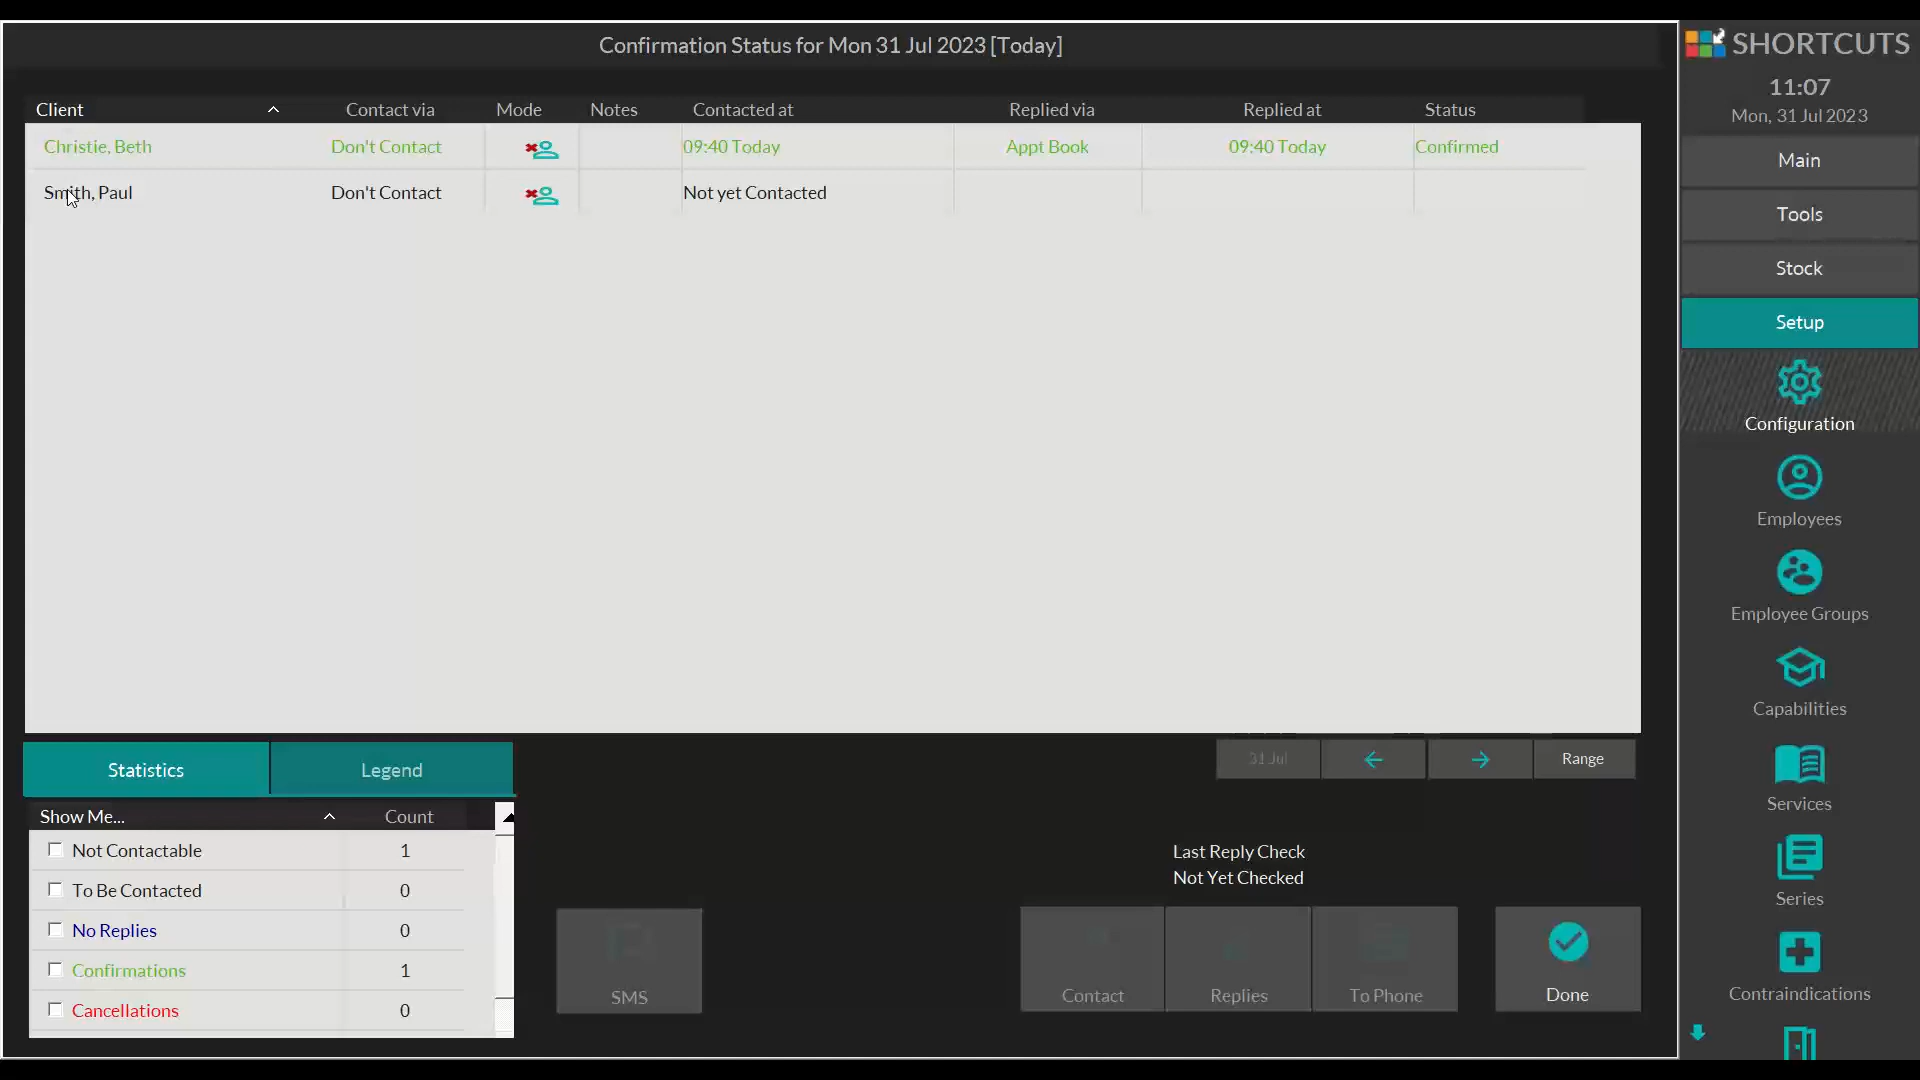 Confirmation Status for Mon 31 Jul 2023 [Today]
SHORTCUTS
11:07
Mon, 31 Jul 2023
Client Contact via Mode Notes Contacted at Replied via Replied at Status
Christie, Beth Don't Contact 09:40 Today Appt Book 09:40 Today Confirmed
Smith, Paul Don't Contact Not yet Contacted
Main
Tools
Stock
Setup
Configuration
Employees
Employee Groups
Capabilities
Services
Series
Contraindications
Statistics Legend
31 Jul Range
Show Me... Count
Not Contactable 1
To Be Contacted 0
No Replies 0
Confirmations 1
Cancellations 0
Last Reply Check
Not Yet Checked
SMS
Contact
Replies
To Phone
Done